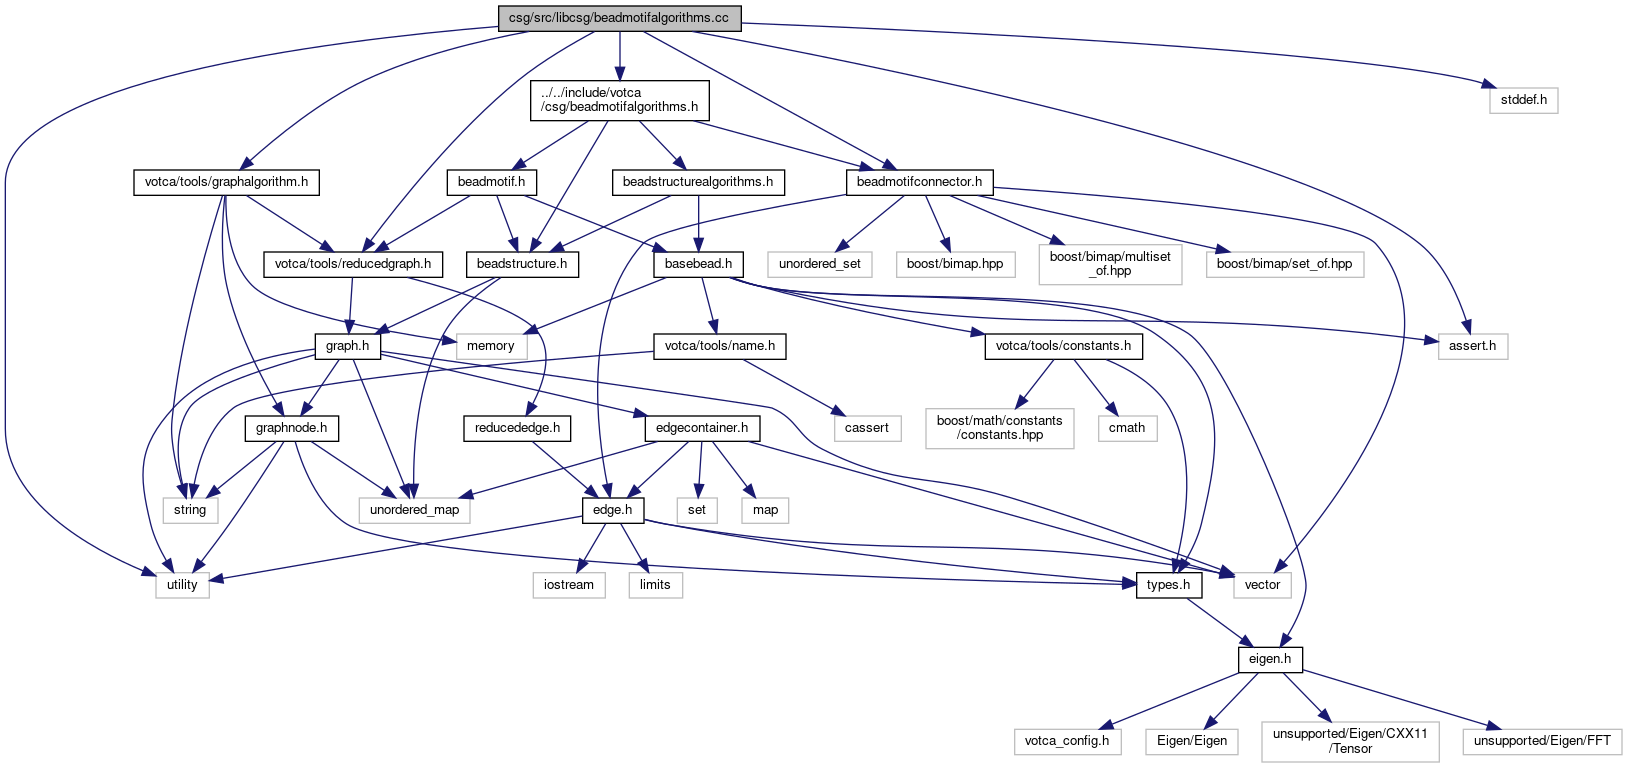 csg/src/libcsg/beadmotifalgorithms.cc
../../include/votca
/csg/beadmotifalgorithms.h
stddef.h
votca/tools/graphalgorithm.h
beadmotif.h
beadstructurealgorithms.h
beadmotifconnector.h
votca/tools/reducedgraph.h
beadstructure.h
basebead.h
unordered_set
boost/bimap.hpp
boost/bimap/multiset
_of.hpp
boost/bimap/set_of.hpp
graph.h
memory
votca/tools/name.h
votca/tools/constants.h
assert.h
graphnode.h
reducededge.h
edgecontainer.h
cassert
boost/math/constants
/constants.hpp
cmath
string
unordered_map
edge.h
set
map
utility
iostream
limits
types.h
vector
eigen.h
votca_config.h
Eigen/Eigen
unsupported/Eigen/CXX11
/Tensor
unsupported/Eigen/FFT